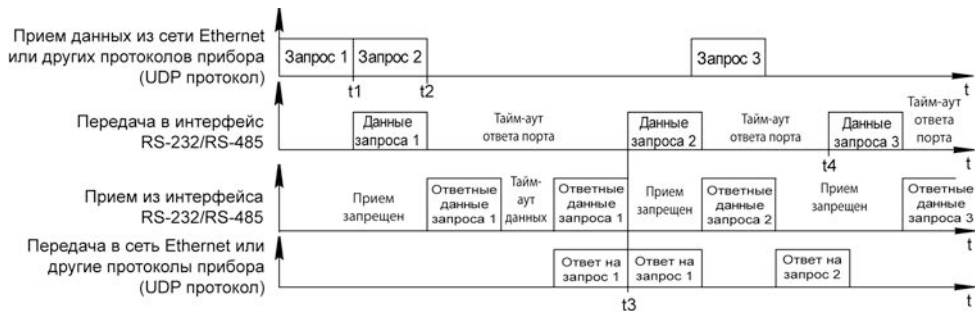 Прием данных из сети Ethernet
или других протоколов прибора
(UDP протокол)
Запрос 1
Запрос 2
Запрос 3
t1
t2
t
Передача в интерфейс
RS-232/RS-485
Данные
запроса 1
Тайм-аут
ответа порта
Данные
запроса 2
Тайм-аут
ответа порта
Данные
запроса 3
Тайм-аут
ответа
порта
t4
t
Прием из интерфейса
RS-232/RS-485
Прием
запрещен
Ответные
данные
запроса 1
Тайм-
аут
данных
Ответные
данные
запроса 1
Прием
запрещен
Ответные
данные
запроса 2
Прием
запрещен
Ответные
данные
запроса 3
t
Передача в сеть Ethernet или
другие протоколы прибора
(UDP протокол)
Ответ на
запрос 1
Ответ на
запрос 1
Ответ на
запрос 2
t3
t